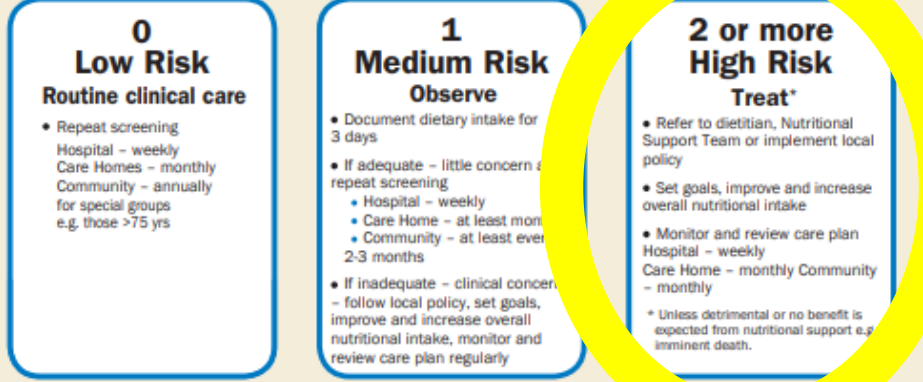 0
Low Risk
Routine clinical care
• Repeat screening
Hospital – weekly
Care Homes – monthly
Community – annually
for special groups
e.g. those >75 yrs
1
Medium Risk
Observe
• Document dietary intake for
3 days
• If adequate – little concern
repeat screening
• Hospital – weekly
• Care Home – at least
• Community – at least
2-3 months
• If inadequate – clinical
– follow local policy, set goals,
improve and increase overall
nutritional intake, monitor and
review care plan regularly
2 or more
High Risk
Treat*
• Refer to dietitian, Nutritional
Support Team or implement local
policy
• Set goals, improve and increase
overall nutritional intake
• Monitor and review care plan
Hospital – weekly
Care Home – monthly Community
– monthly
* Unless detrimental or no benefit is
expected from nutritional support e.g.
imminent death.